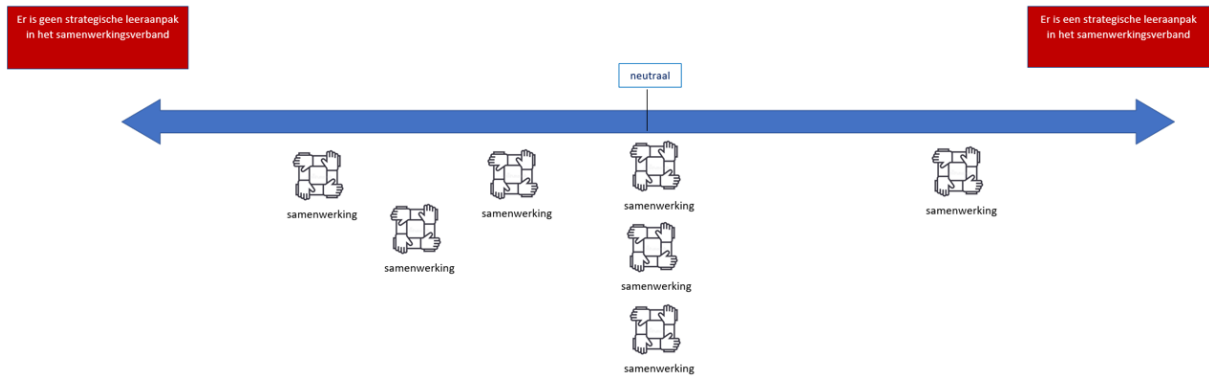 Er is geen strategische leeraanpak
in het samenwerkingsverband
Er is een strategische leeraanpak
in het samenwerkingsverband
neutraal
samenwerking
samenwerking
samenwerking
samenwerking
samenwerking
samenwerking
samenwerking